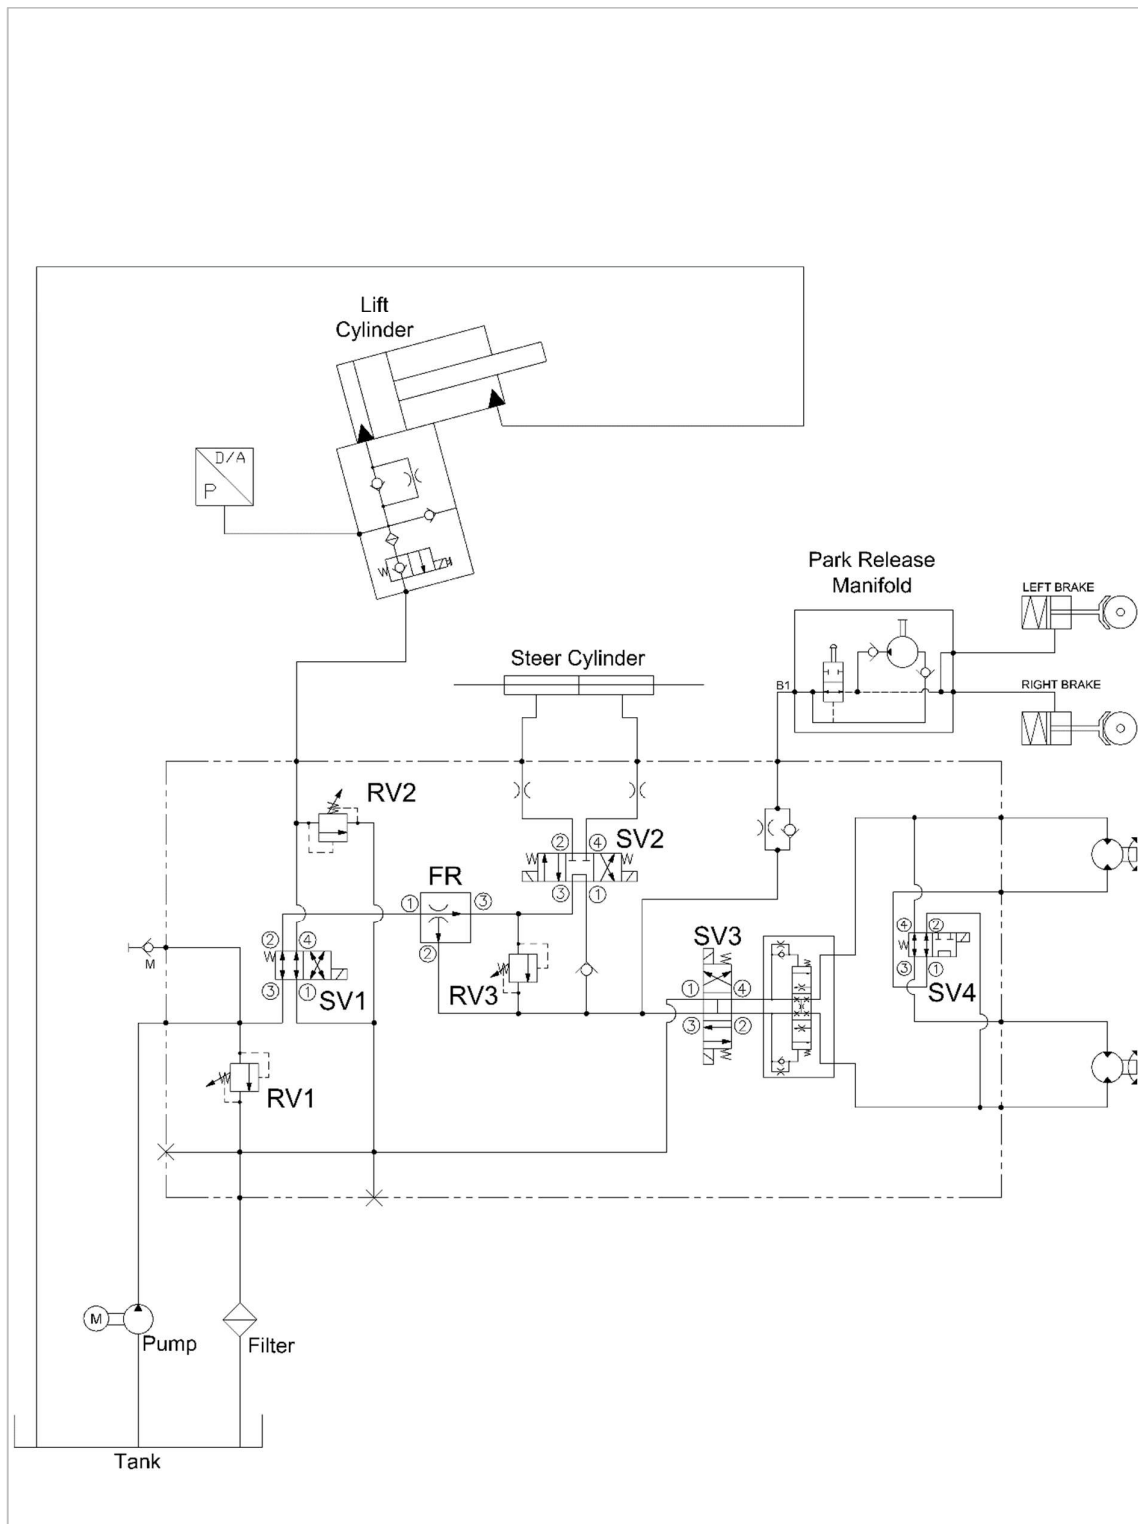 Lift
Cylinder
D/A
P
Park Release
Manifold
LEFT BRAKE
Steer Cylinder
B1
RIGHT BRAKE
RV2
SV2
② ④
③ ①
FR
① ③
②
SV3
① ④
③ ②
④ ②
③ ①
SV4
M
② ④
③ ①
SV1
RV3
RV1
M
Pump
Filter
Tank